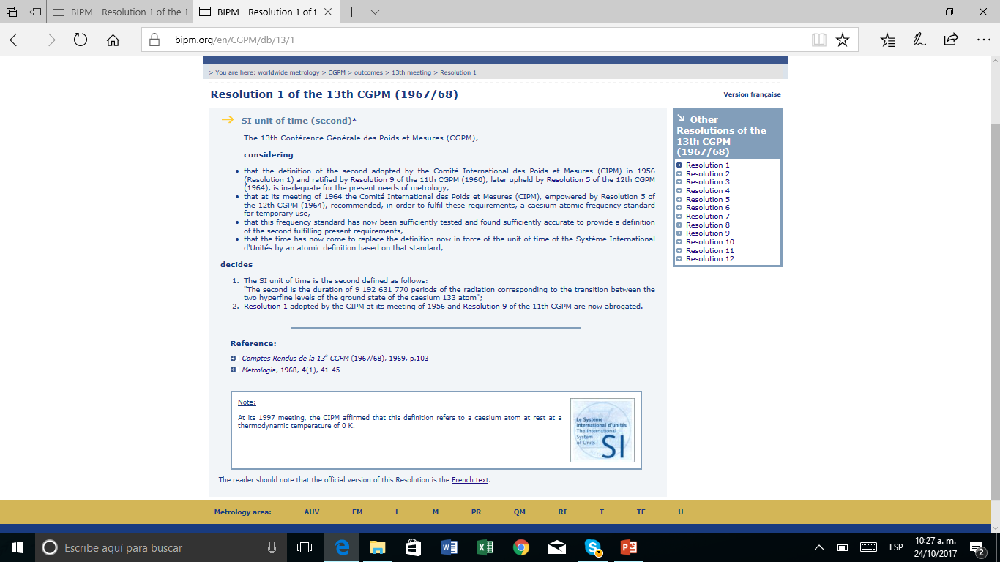 BIPM - Resolution 1 of the 1
BIPM - Resolution 1 of t
bipm.org/en/CGPM/db/13/1
> You are here: worldwide metrology > CGPM > outcomes > 13th meeting > Resolution 1
Resolution 1 of the 13th CGPM (1967/68)
Version française
SI unit of time (second)*
The 13th Conférence Générale des Poids et Mesures (CGPM),
considering
• that the definition of the second adopted by the Comité International des Poids et Mesures (CIPM) in 1956
(Resolution 1) and ratified by Resolution 9 of the 11th CGPM (1960), later upheld by Resolution 5 of the 12th CGPM
(1964), is inadequate for the present needs of metrology,
• that at its meeting of 1964 the Comité International des Poids et Mesures (CIPM), empowered by Resolution 5 of
the 12th CGPM (1964), recommended, in order to fulfil these requirements, a caesium atomic frequency standard
for temporary use,
• that this frequency standard has now been sufficiently tested and found sufficiently accurate to provide a definition
of the second fulfilling present requirements,
• that the time has now come to replace the definition now in force of the unit of time of the Système International
d'Unités by an atomic definition based on that standard,
decides
1. The SI unit of time is the second defined as follows:
"The second is the duration of 9 192 631 770 periods of the radiation corresponding to the transition between the
two hyperfine levels of the ground state of the caesium 133 atom";
2. Resolution 1 adopted by the CIPM at its meeting of 1956 and Resolution 9 of the 11th CGPM are now abrogated.
Reference:
Comptes Rendus de la 13e CGPM (1967/68), 1969, p.103
Metrologia, 1968, 4(1), 41-45
Note:
At its 1997 meeting, the CIPM affirmed that this definition refers to a caesium atom at rest at a
thermodynamic temperature of 0 K.
Le Système
international d'unités
The International
System
of Units
SI
The reader should note that the official version of this Resolution is the French text.
Other
Resolutions of the
13th CGPM
(1967/68)
Resolution 1
Resolution 2
Resolution 3
Resolution 4
Resolution 5
Resolution 6
Resolution 7
Resolution 8
Resolution 9
Resolution 10
Resolution 11
Resolution 12
Metrology area: AUV EM L M PR QM RI T TF U
Escribe aquí para buscar
3
ESP
10:27 a. m.
24/10/2017
2